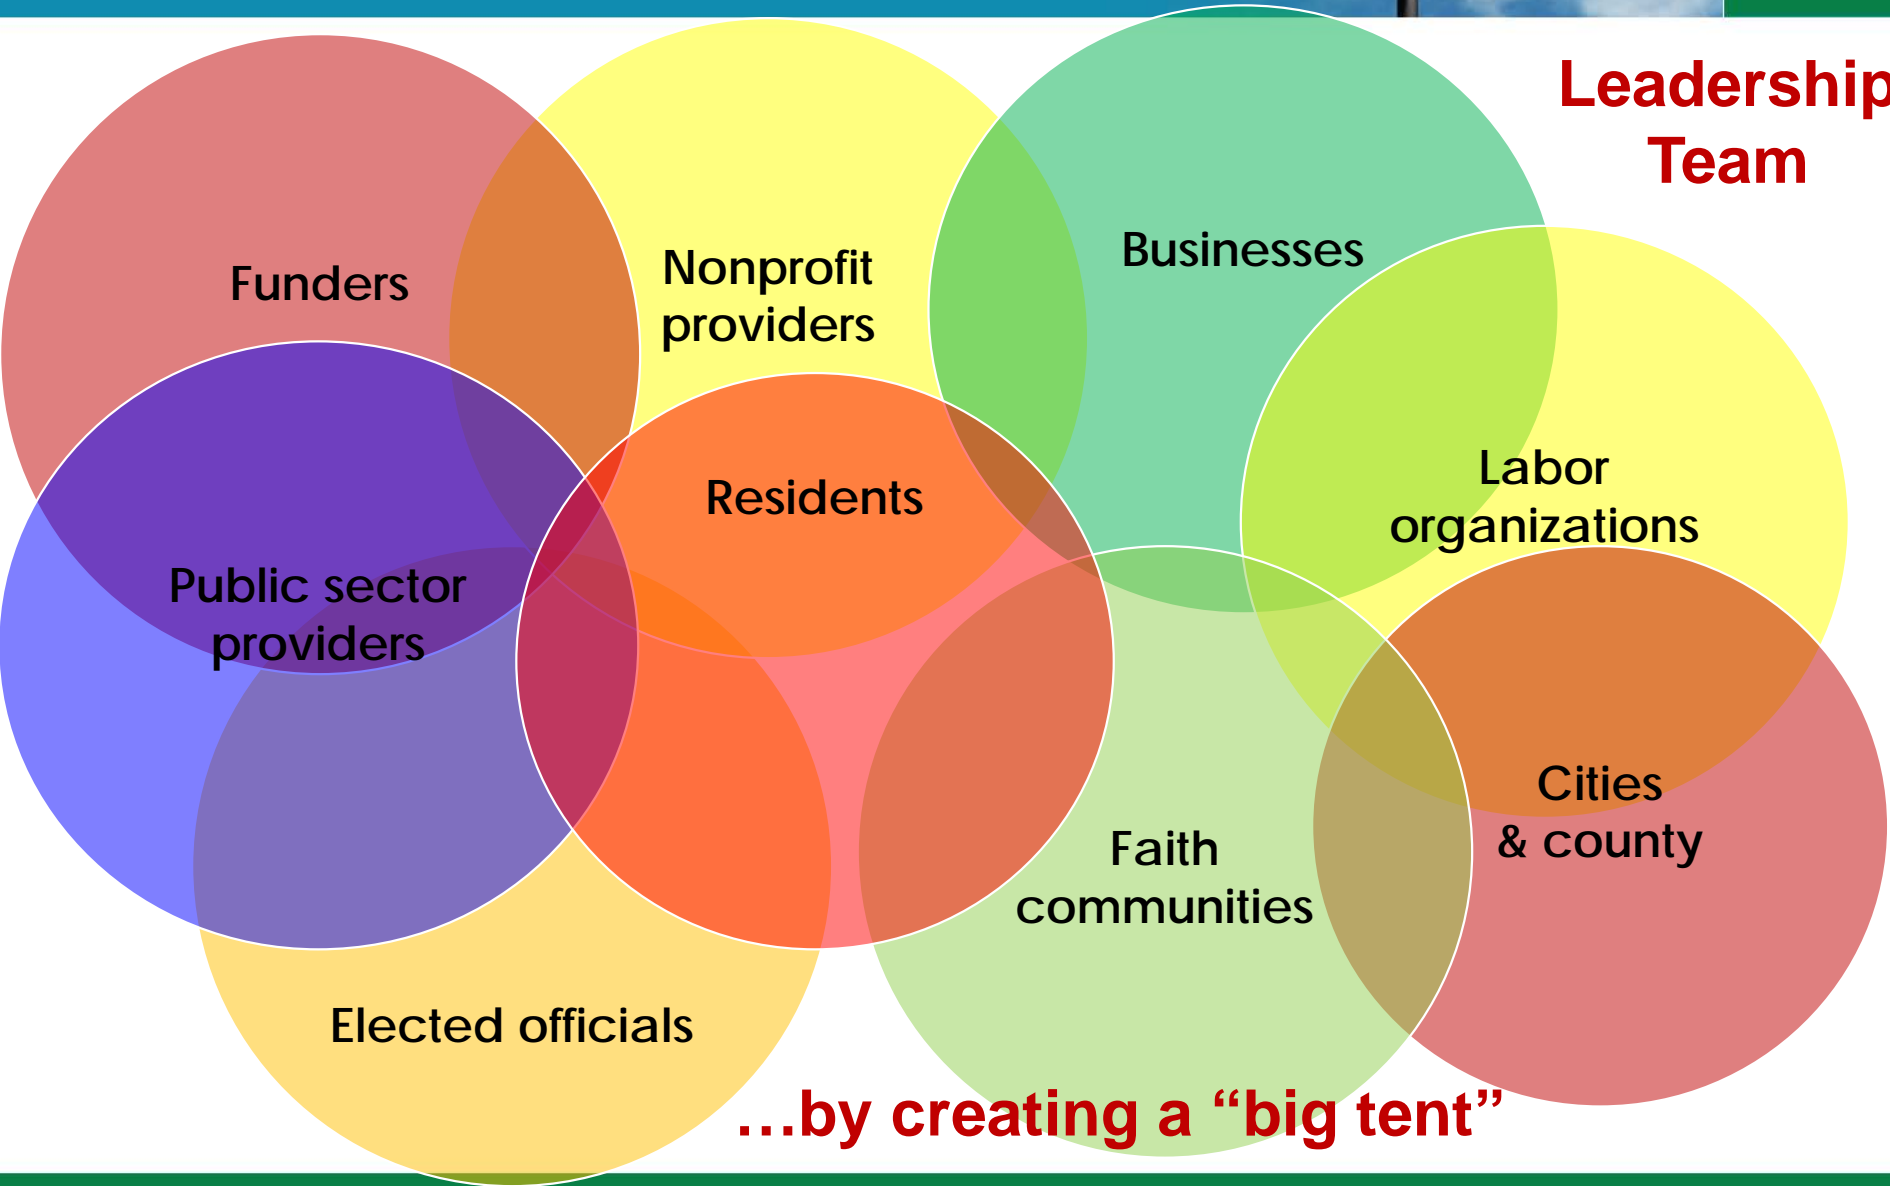 Leadership
Team
Funders
Nonprofit
providers
Businesses
Labor
organizations
Residents
Public sector
providers
Cities
& county
Faith
communities
Elected officials
…by creating a “big tent”